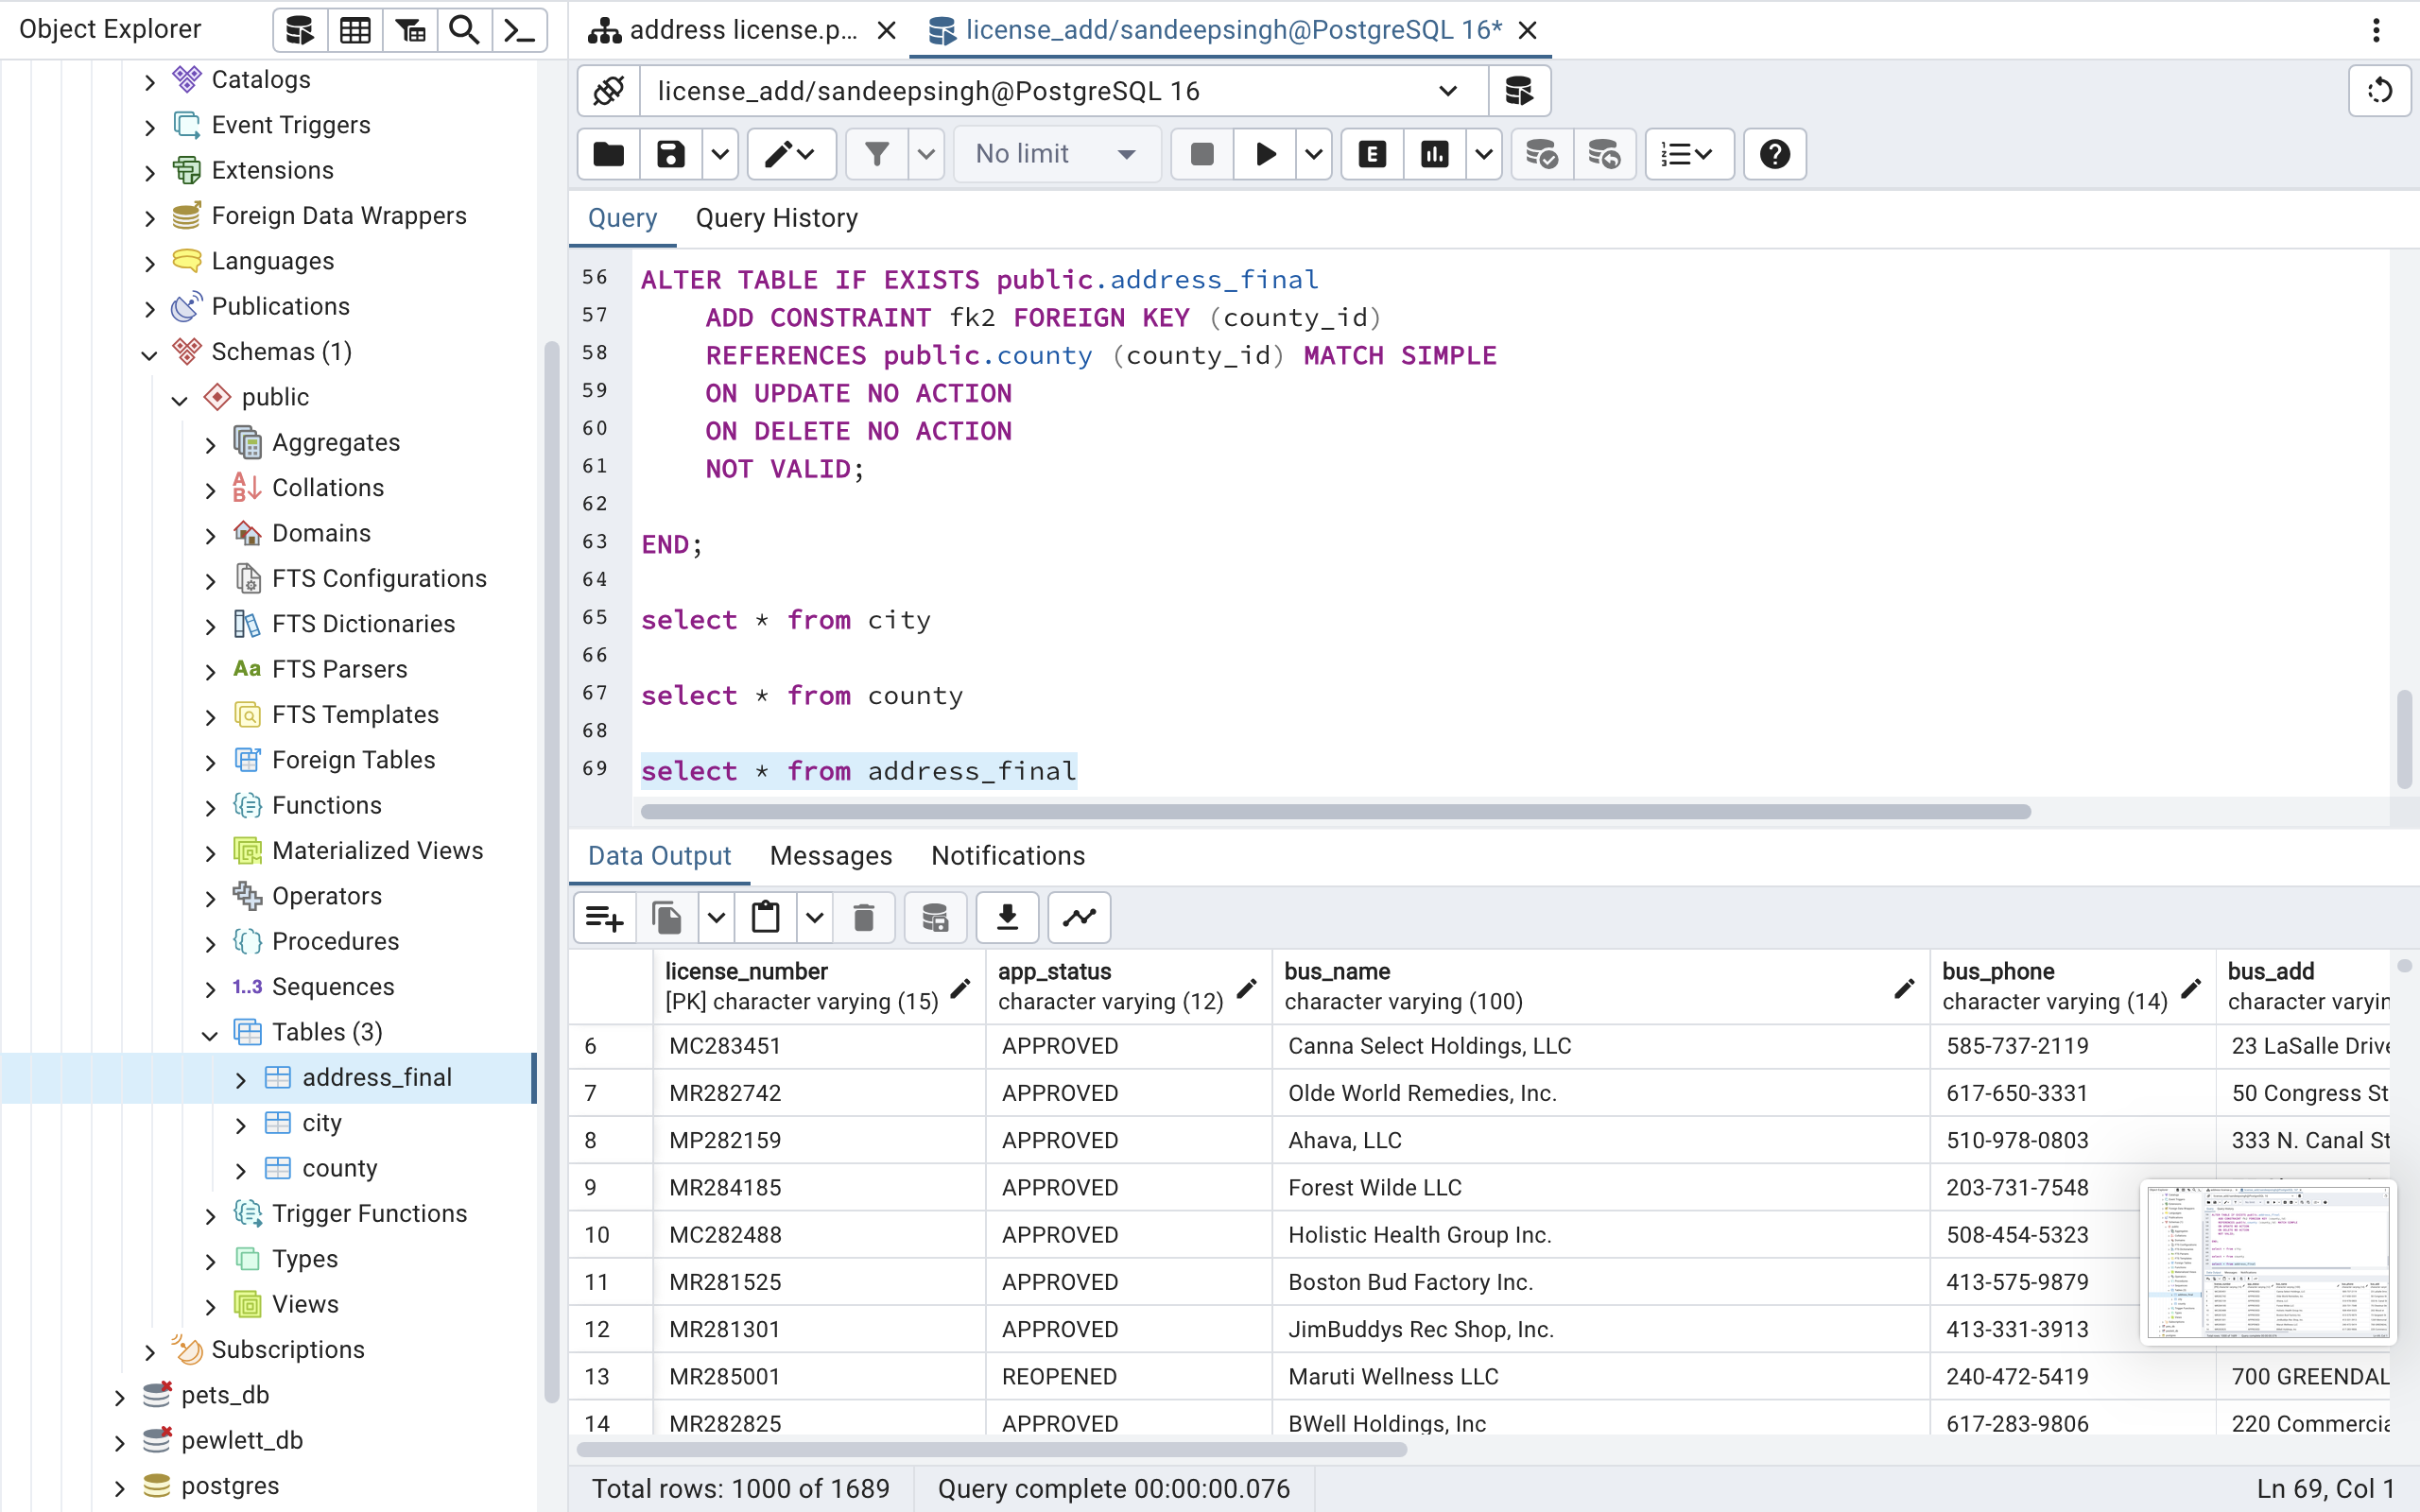 Object Explorer
address license.p...
license_add/sandeepsingh@PostgreSQL 16*
Catalogs
Event Triggers
Extensions
Foreign Data Wrappers
Languages
Publications
Schemas (1)
public
Aggregates
Collations
Domains
FTS Configurations
FTS Dictionaries
Aa FTS Parsers
FTS Templates
Foreign Tables
Functions
Materialized Views
Operators
Procedures
1..3 Sequences
Tables (3)
address_final
city
county
Trigger Functions
Types
Views
Subscriptions
pets_db
pewlett_db
postgres
license_add/sandeepsingh@PostgreSQL 16
No limit
E
Query Query History
56 ALTER TABLE IF EXISTS public.address_final
57 ADD CONSTRAINT fk2 FOREIGN KEY (county_id)
58 REFERENCES public.county (county_id) MATCH SIMPLE
59 ON UPDATE NO ACTION
60 ON DELETE NO ACTION
61 NOT VALID;
62
63 END;
64
65 select * from city
66
67 select * from county
68
69 select * from address_final
Data Output Messages Notifications
license_number app_status bus_name bus_phone bus_add
[PK] character varying (15) character varying (12) character varying (100) character varying (14) character varyin
6 MC283451 APPROVED Canna Select Holdings, LLC 585-737-2119 23 LaSalle Drive
7 MR282742 APPROVED Olde World Remedies, Inc. 617-650-3331 50 Congress St
8 MP282159 APPROVED Ahava, LLC 510-978-0803 333 N. Canal St
9 MR284185 APPROVED Forest Wilde LLC 203-731-7548
10 MC282488 APPROVED Holistic Health Group Inc. 508-454-5323
11 MR281525 APPROVED Boston Bud Factory Inc. 413-575-9879
12 MR281301 APPROVED JimBuddys Rec Shop, Inc. 413-331-3913
13 MR285001 REOPENED Maruti Wellness LLC 240-472-5419 700 GREENDAL
14 MR282825 APPROVED BWell Holdings, Inc 617-283-9806 220 Commercia
Total rows: 1000 of 1689 Query complete 00:00:00.076 Ln 69, Col 1